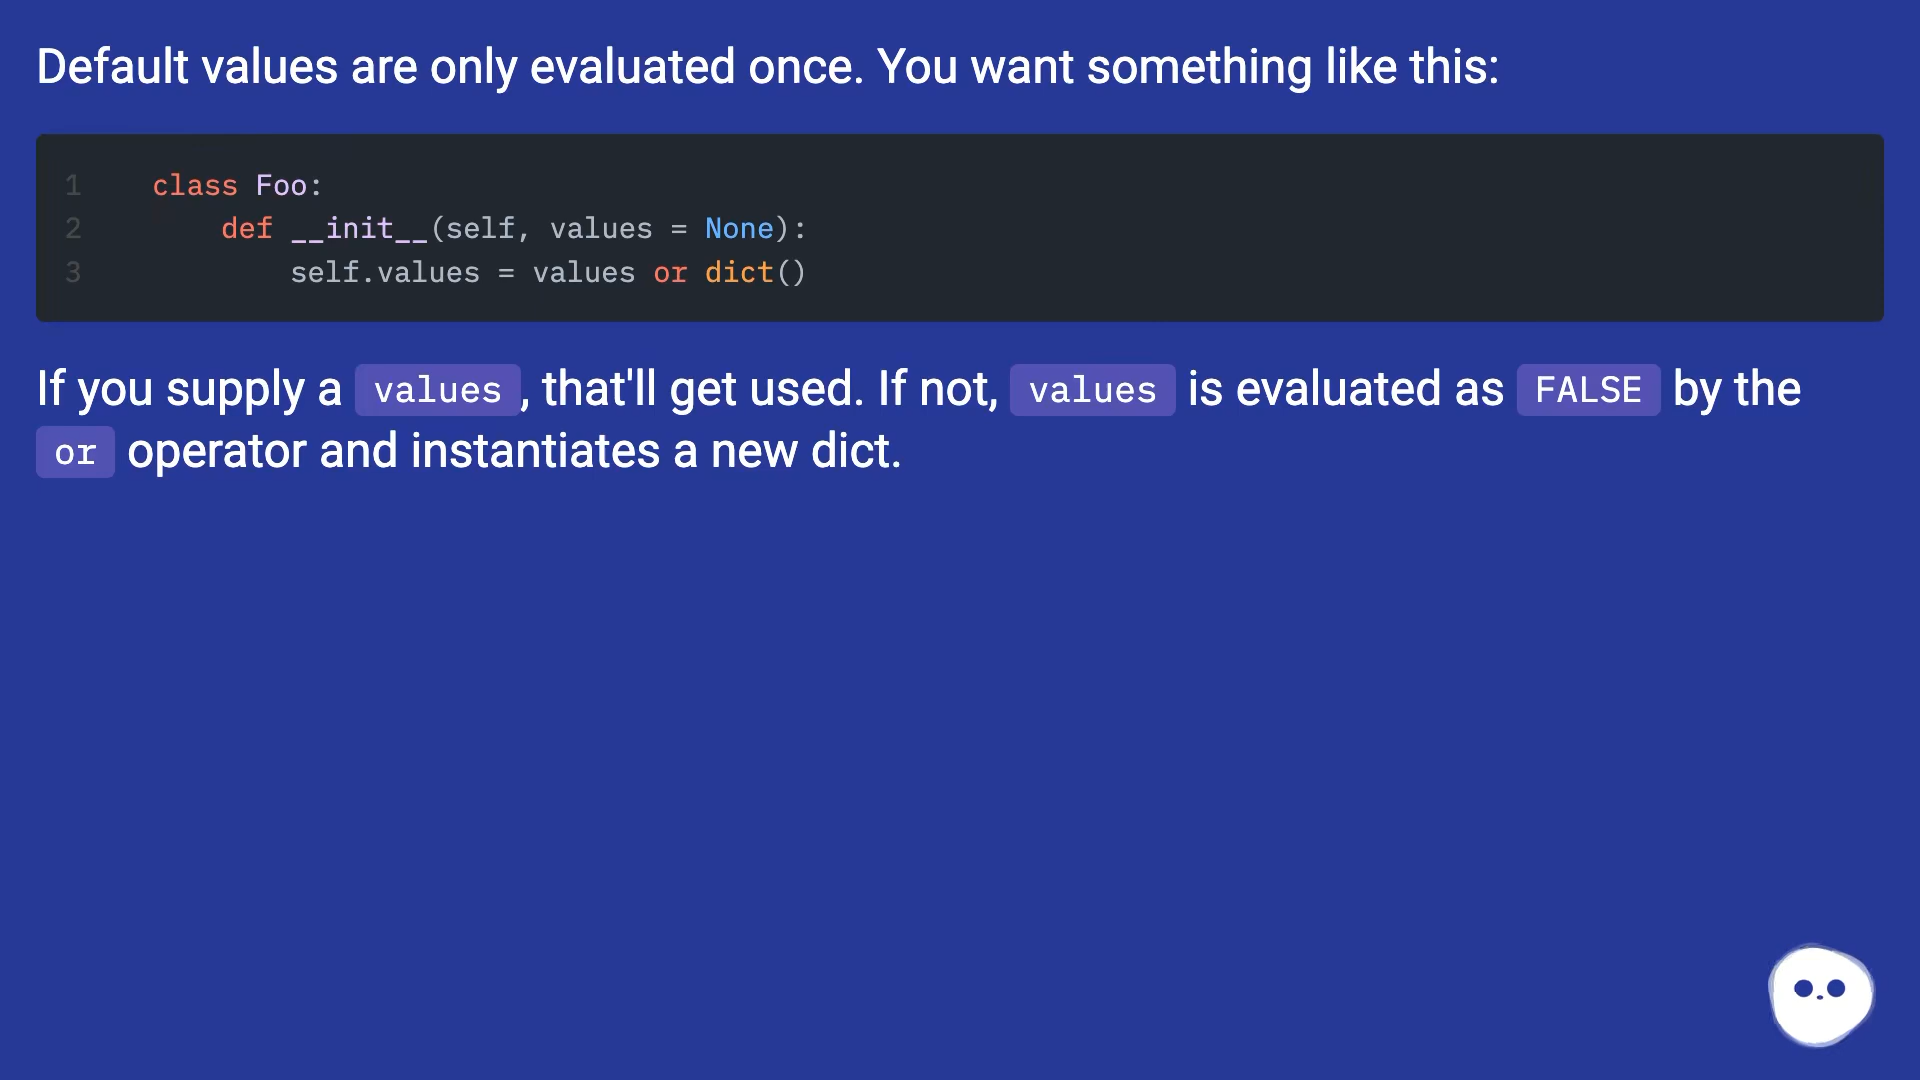 Default values are only evaluated once. You want something like this:
1 class Foo:
2 def __init__(self, values = None):
3 self.values = values or dict()
If you supply a values, that'll get used. If not, values is evaluated as FALSE by the
or operator and instantiates a new dict.